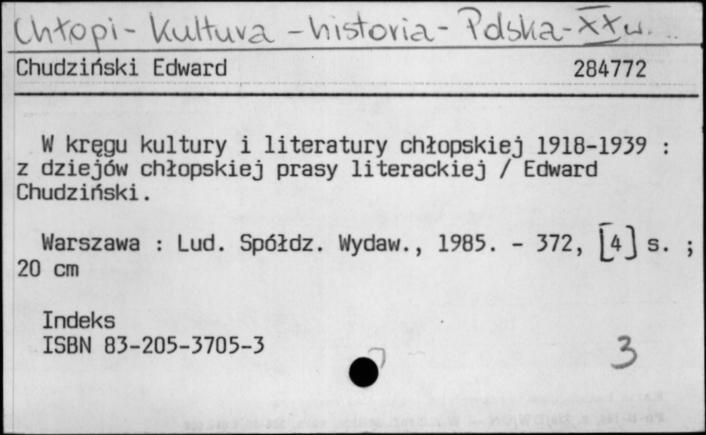 Chłopi - kultura - historia - Polska - XX w.
Chudziński Edward 284772
W kręgu kultury i literatury chłopskiej 1918-1939 :
z dziejów chłopskiej prasy literackiej / Edward
Chudziński.
Warszawa : Lud. Spółdz. Wydaw., 1985. - 372, [4] s. ;
20 cm
Indeks
ISBN 83-205-3705-3
3